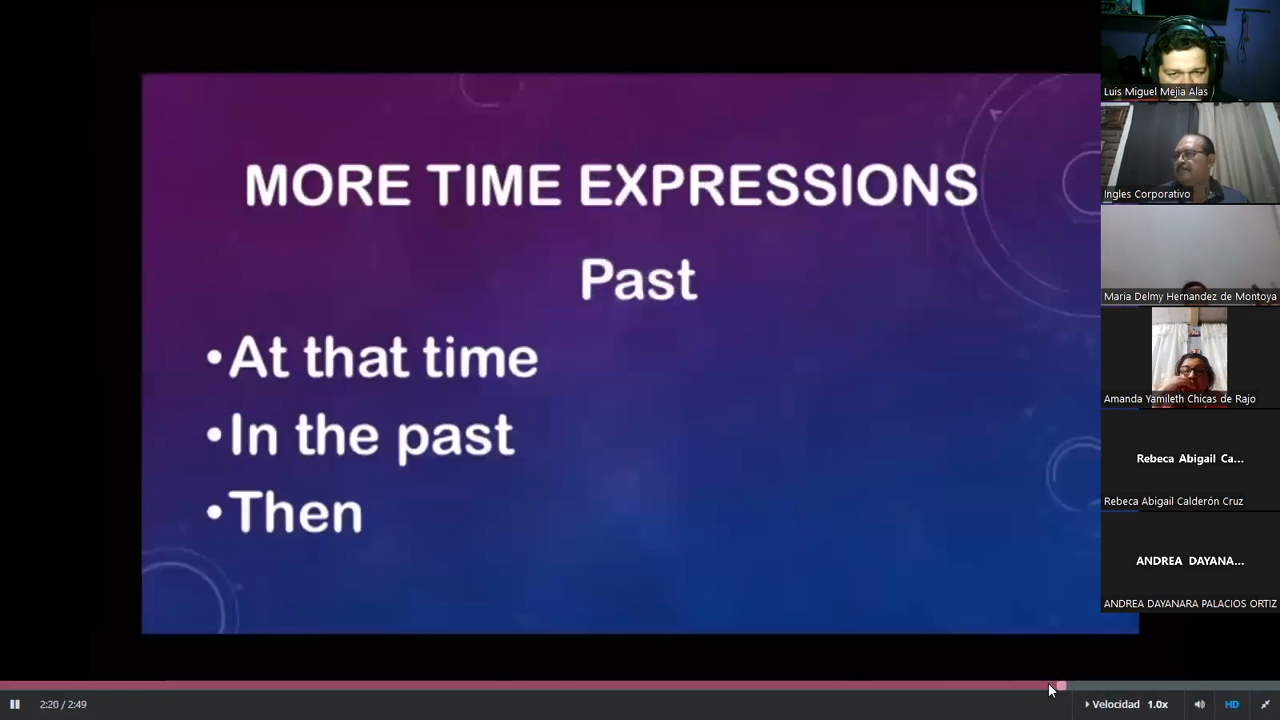 MORE TIME EXPRESSIONS
Past
•At that time
•In the past
•Then
Luis Miguel Mejia Alas
Ingles Corporativo
Maria Delmy Hernandez de Montoya
Amanda Yamileth Chicas de Rajo
Rebeca Abigail Ca...
Rebeca Abigail Calderón Cruz
ANDREA DAYANA...
ANDREA DAYANARA PALACIOS ORTIZ
2:20 / 2:49
Velocidad 1.0x
HD